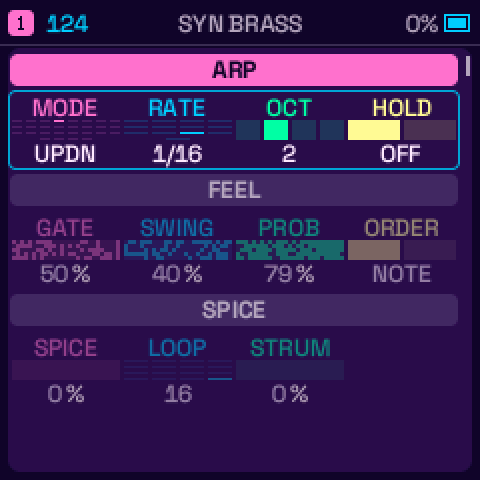 1 124 SYN BRASS 0%
ARP
MODE RATE OCT HOLD
UPDN 1/16 2 OFF
FEEL
GATE SWING PROB ORDER
50% 40% 79% NOTE
SPICE
SPICE LOOP STRUM
0% 16 0%